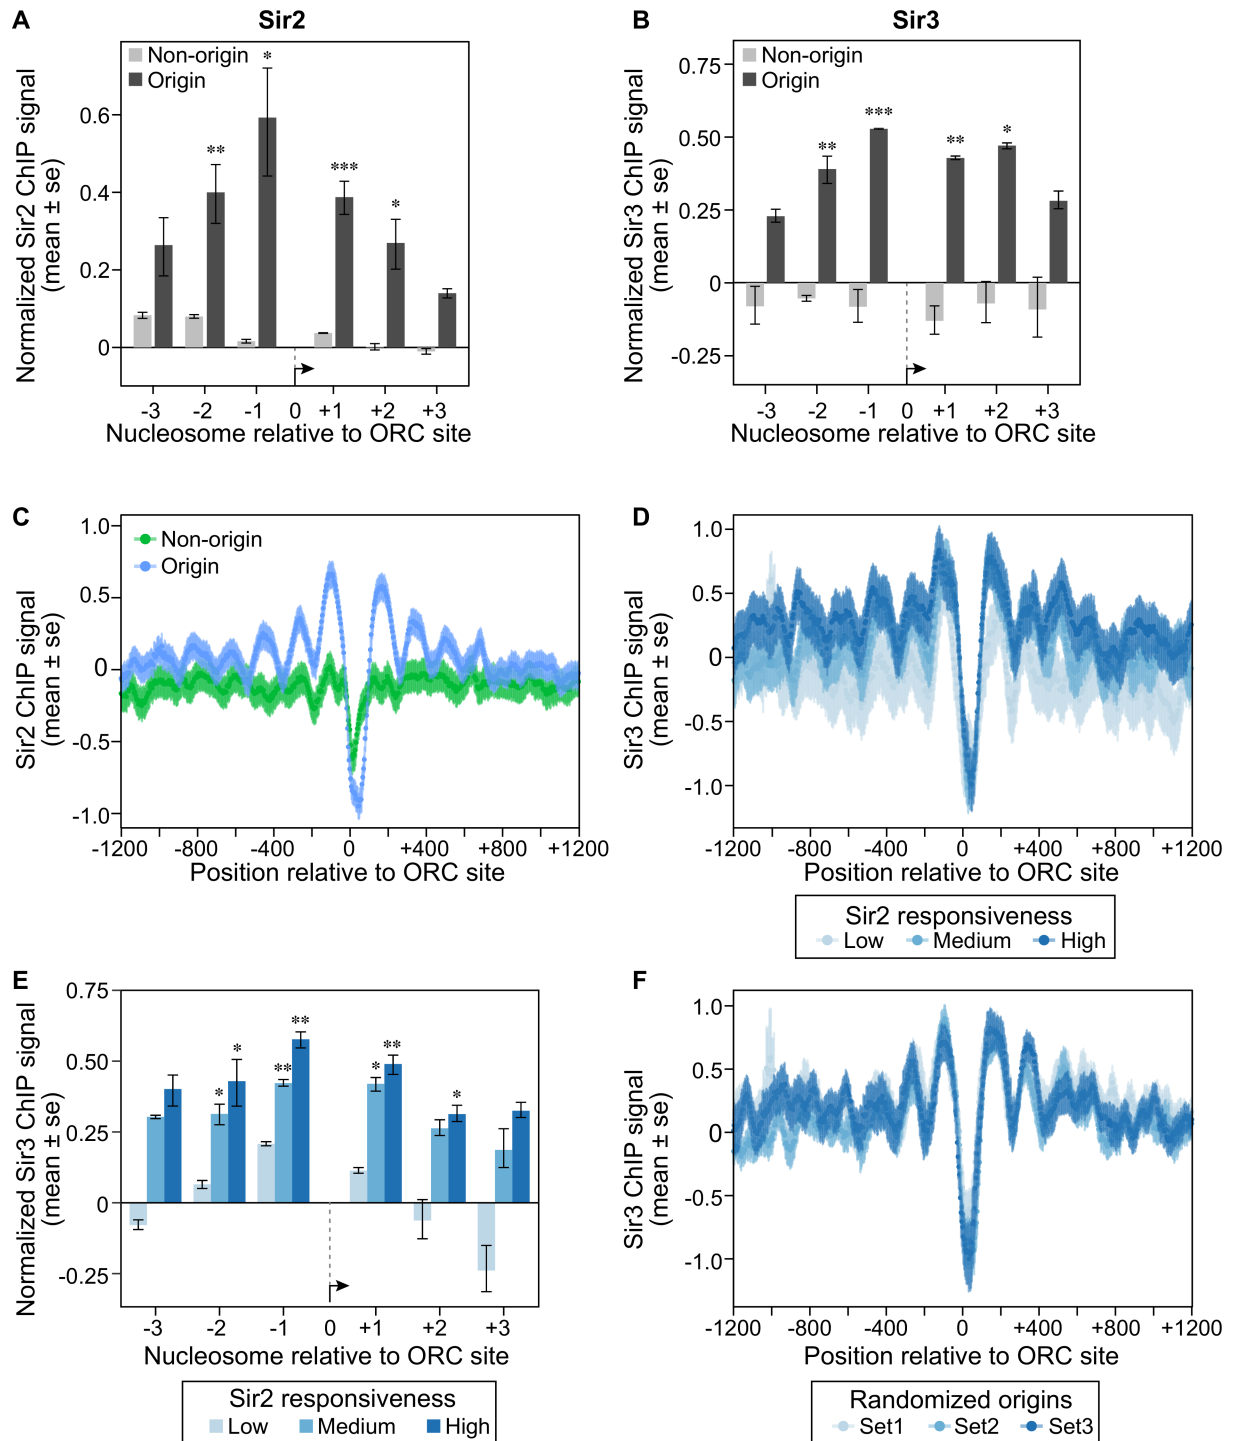 A
Sir2
Normalized Sir2 ChIP signal
(mean ± se)
Non-origin
Origin
0.6
0.4
0.2
0
*
**
***
*
-3 -2 -1 0 +1 +2 +3
Nucleosome relative to ORC site
B
Sir3
Normalized Sir3 ChIP signal
(mean ± se)
Non-origin
Origin
0.75
0.50
0.25
0
-0.25
**
***
**
*
-3 -2 -1 0 +1 +2 +3
Nucleosome relative to ORC site
C
Sir2 ChIP signal
(mean ± se)
Non-origin
Origin
1.0
0.5
0
-0.5
-1.0
-1200 -800 -400 0 +400 +800 +1200
Position relative to ORC site
D
Sir3 ChIP signal
(mean ± se)
1.0
0.5
0
-0.5
-1.0
-1200 -800 -400 0 +400 +800 +1200
Position relative to ORC site
Sir2 responsiveness
Low Medium High
E
Normalized Sir3 ChIP signal
(mean ± se)
0.75
0.50
0.25
0
-0.25
*
*
**
**
*
**
*
-3 -2 -1 0 +1 +2 +3
Nucleosome relative to ORC site
Sir2 responsiveness
Low Medium High
F
Sir3 ChIP signal
(mean ± se)
1.0
0.5
0
-0.5
-1.0
-1200 -800 -400 0 +400 +800 +1200
Position relative to ORC site
Randomized origins
Set1 Set2 Set3